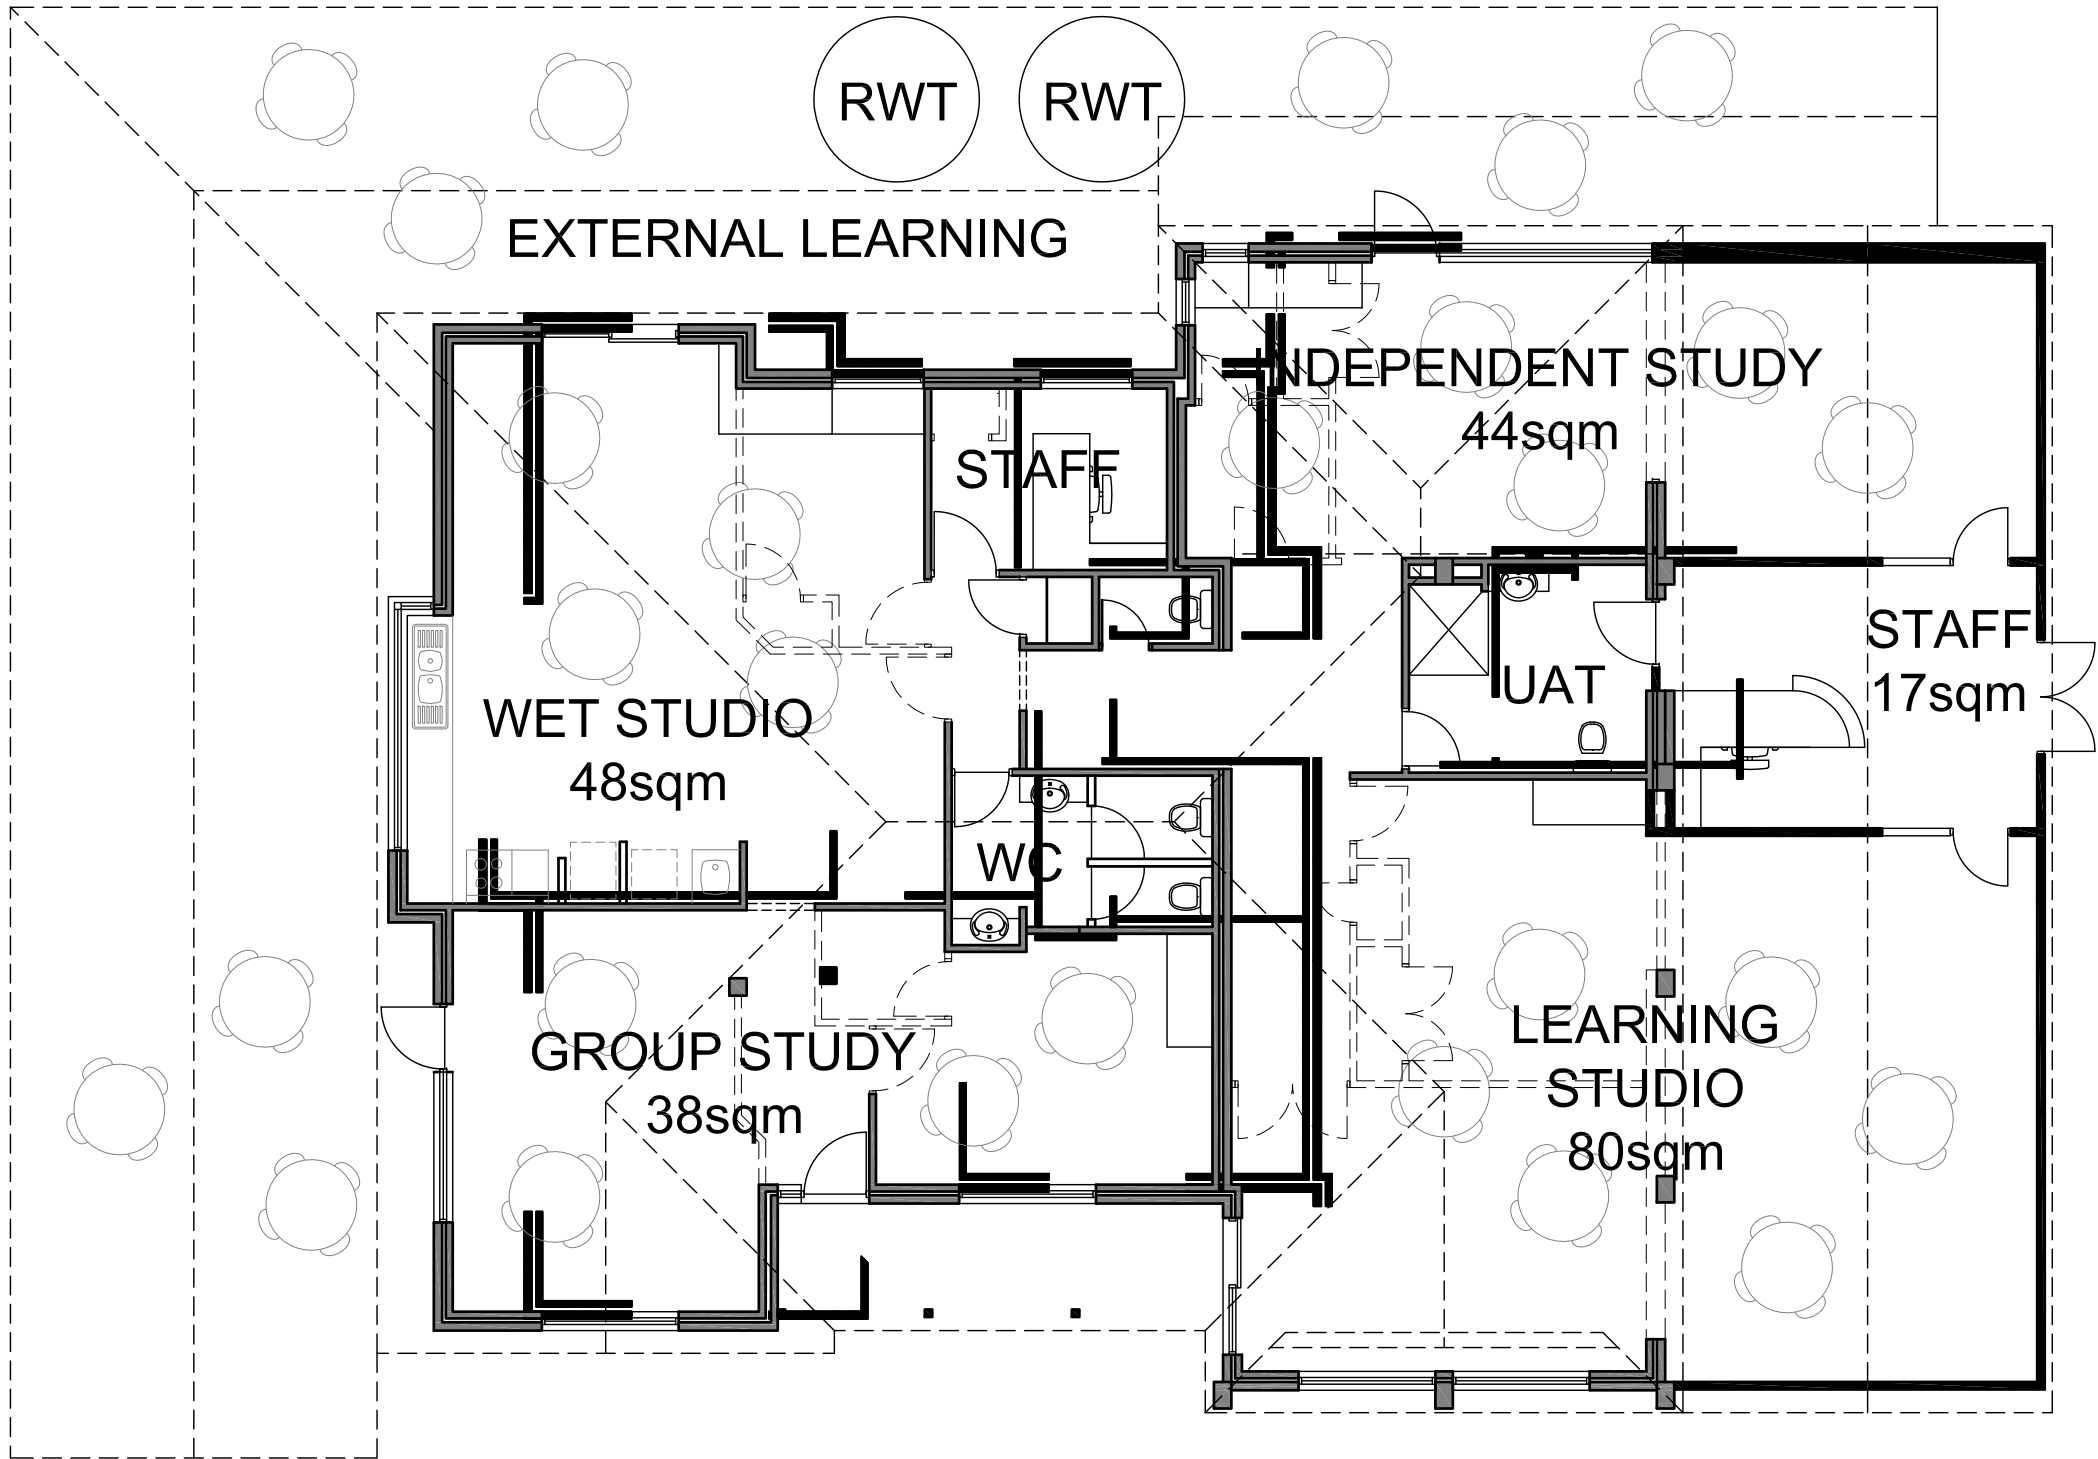 RWT
RWT
EXTERNAL LEARNING
INDEPENDENT STUDY
44sqm
STAFF
STAFF
17sqm
UAT
WET STUDIO
48sqm
WC
GROUP STUDY
38sqm
LEARNING
STUDIO
80sqm